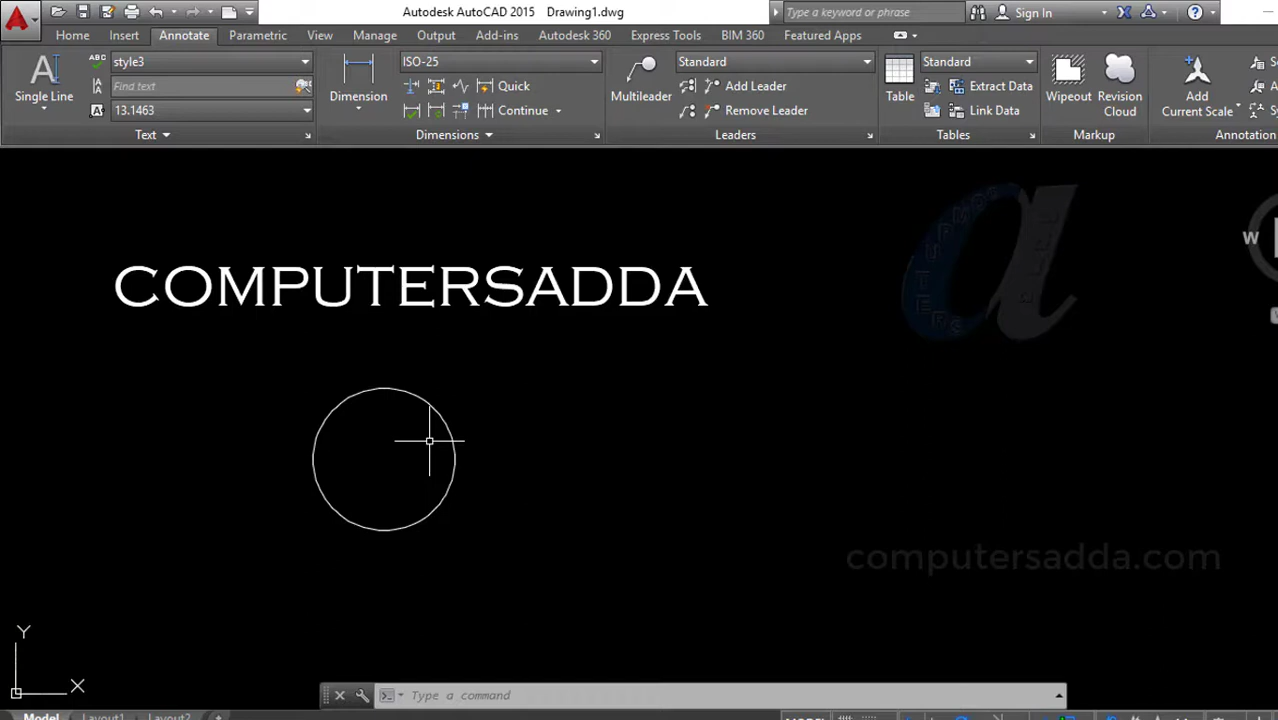 Autodesk AutoCAD 2015 Drawing1.dwg
Type a keyword or phrase
Sign In
Home Insert Annotate Parametric View Manage Output Add-ins Autodesk 360 Express Tools BIM 360 Featured Apps
Single Line
ABC
style3
Find text
13.1463
Text
Dimension
ISO-25
Quick
Continue
Dimensions
Multileader
Standard
Add Leader
Remove Leader
Leaders
Table
Standard
Extract Data
Link Data
Tables
Wipeout
Revision Cloud
Markup
Add
Current Scale
Annotation
COMPUTERSADDA
W
computersadda.com
Y
X
Type a command
Model Layout1 Layout2
MODEL